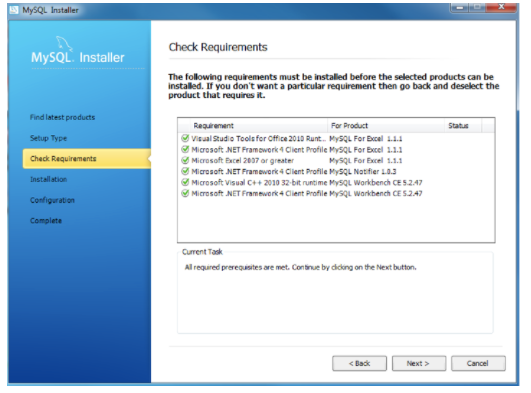 MySQL Installer
MySQL. Installer
Find latest products
Setup Type
Check Requirements
Installation
Configuration
Complete
Check Requirements
The following requirements must be installed before the selected products can be
installed. If you don't want a particular requirement then go back and deselect the
product that requires it.
Requirement For Product Status
Visual Studio Tools for Office 2010 Runt... MySQL For Excel 1.1.1
Microsoft .NET Framework 4 Client Profile MySQL For Excel 1.1.1
Microsoft Excel 2007 or greater MySQL For Excel 1.1.1
Microsoft .NET Framework 4 Client Profile MySQL Notifier 1.0.3
Microsoft Visual C++ 2010 32-bit runtime MySQL Workbench CE 5.2.47
Microsoft .NET Framework 4 Client Profile MySQL Workbench CE 5.2.47
Current Task
All required prerequisites are met. Continue by clicking on the Next button.
< Back Next > Cancel